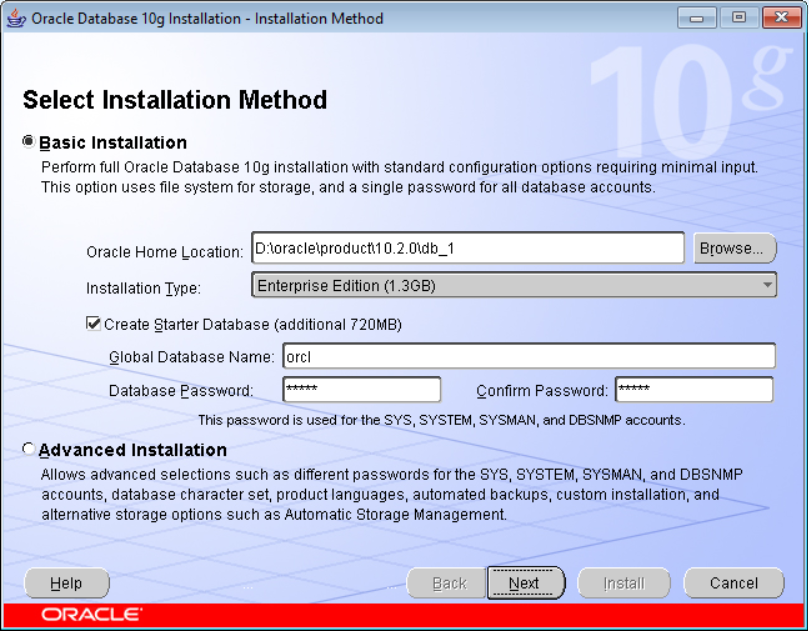 Oracle Database 10g Installation - Installation Method
10g
Select Installation Method
Basic Installation
Perform full Oracle Database 10g installation with standard configuration options requiring minimal input.
This option uses file system for storage, and a single password for all database accounts.
Oracle Home Location: D:\oracle\product\10.2.0\db_1 Browse...
Installation Type: Enterprise Edition (1.3GB)
Create Starter Database (additional 720MB)
Global Database Name: orcl
Database Password: ***** Confirm Password: *****
This password is used for the SYS, SYSTEM, SYSMAN, and DBSNMP accounts.
Advanced Installation
Allows advanced selections such as different passwords for the SYS, SYSTEM, SYSMAN, and DBSNMP
accounts, database character set, product languages, automated backups, custom installation, and
alternative storage options such as Automatic Storage Management.
Help Back Next Install Cancel
ORACLE